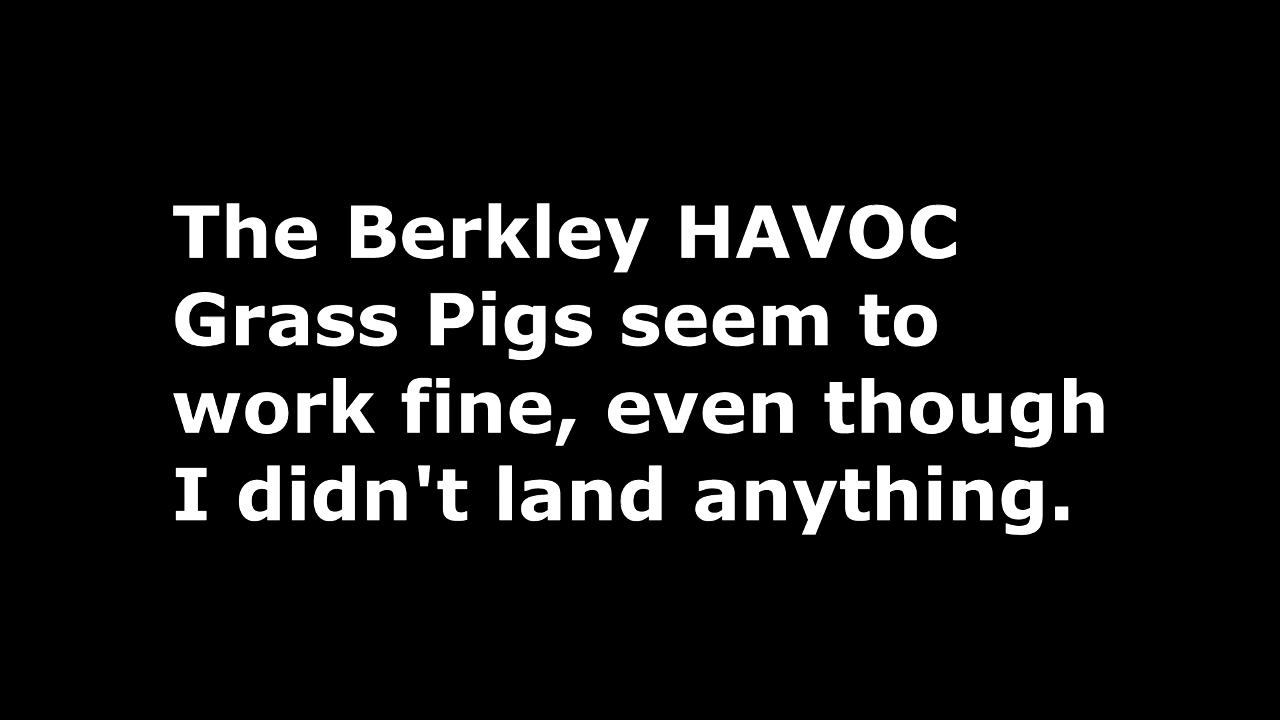 The Berkley HAVOC
Grass Pigs seem to
work fine, even though
I didn't land anything.